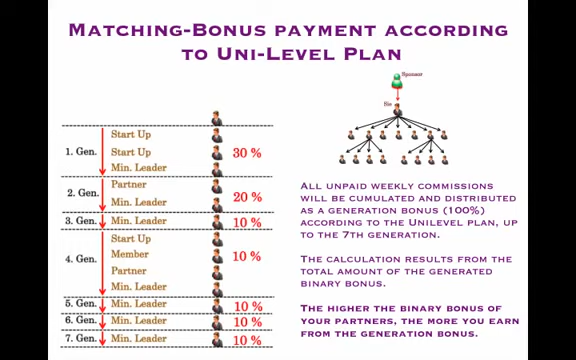 Matching-Bonus payment according
to Uni-Level Plan
Sponsor
Sie
1. Gen.
Start Up
Start Up
Min. Leader
30 %
2. Gen.
Partner
Min. Leader
20 %
3. Gen.
Min. Leader
10 %
4. Gen.
Start Up
Member
Partner
Min. Leader
10 %
5. Gen.
Min. Leader
10 %
6. Gen.
Min. Leader
10 %
7. Gen.
Min. Leader
10 %
All unpaid weekly commissions
will be cumulated and distributed
as a generation bonus (100%)
according to the Unilevel plan, up
to the 7th generation.
The calculation results from the
total amount of the generated
binary bonus.
The higher the binary bonus of
your partners, the more you earn
from the generation bonus.